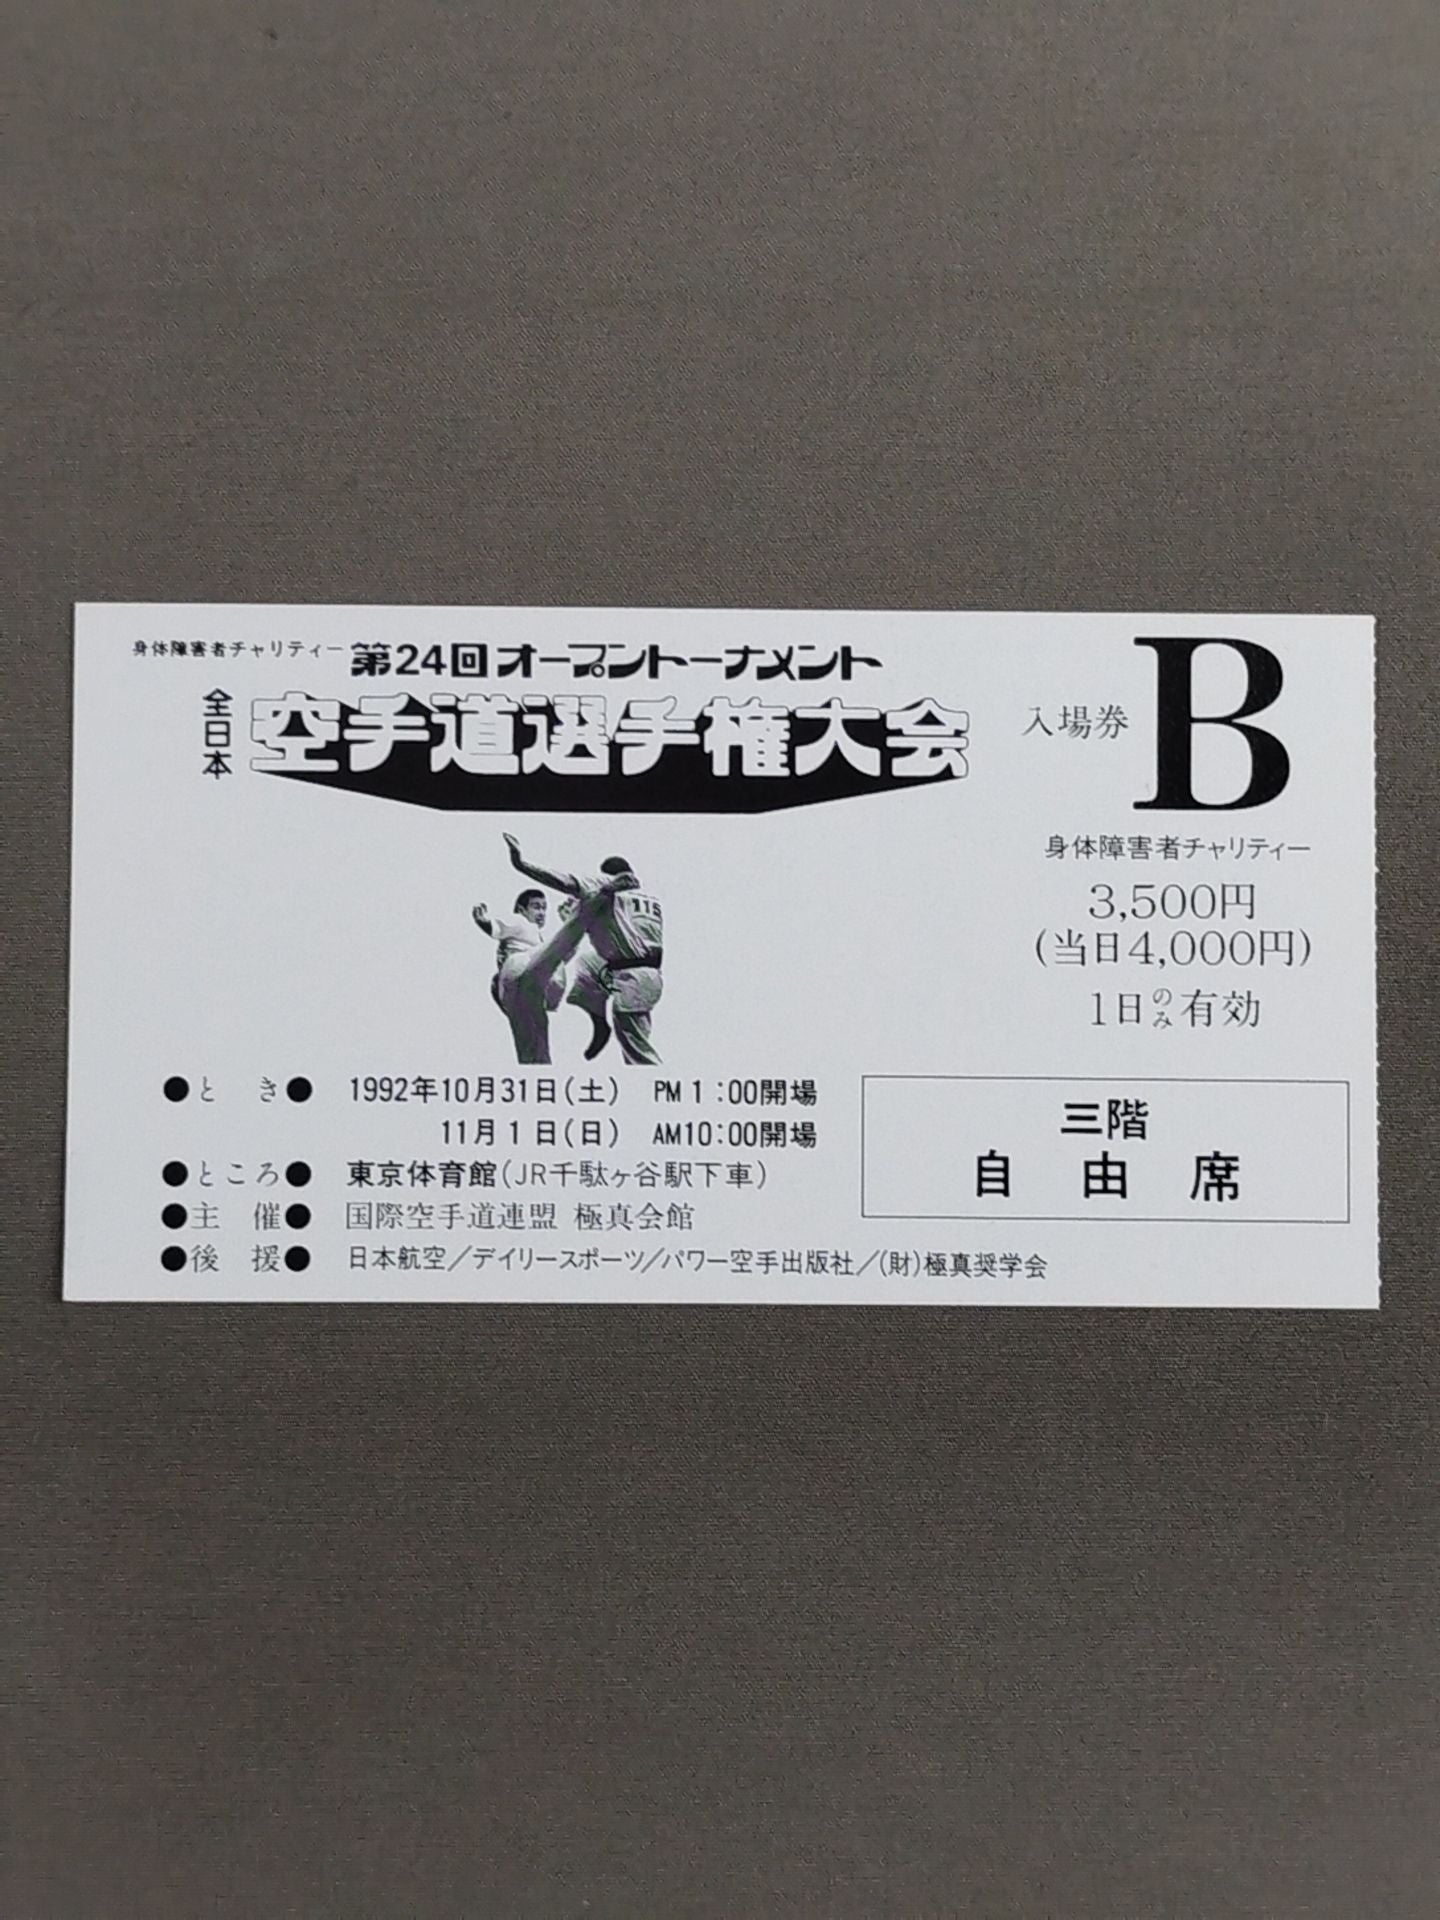 身体障害者チャリティー 第24回オープントーナメント
全日本 空手道選手権大会
入場券 B
身体障害者チャリティー
3,500円
(当日4,000円)
1日のみ有効
115
●とき● 1992年10月31日(土) PM1:00開場
11月1日(日) AM10:00開場
●ところ● 東京体育館(JR千駄ヶ谷駅下車)
●主催● 国際空手道連盟 極真会館
●後援● 日本航空/デイリースポーツ/パワー空手出版社/(財)極真奨学会
三階
自由席